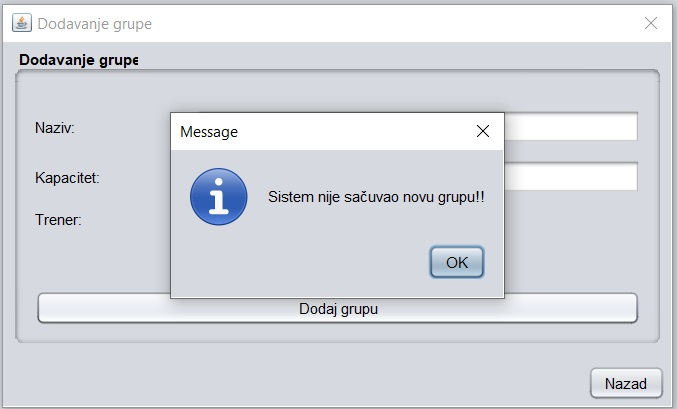 Dodavanje grupe
Dodavanje grupe
Naziv:
Message
Kapacitet:
Sistem nije sačuvao novu grupu!!
Trener:
OK
Dodaj grupu
Nazad